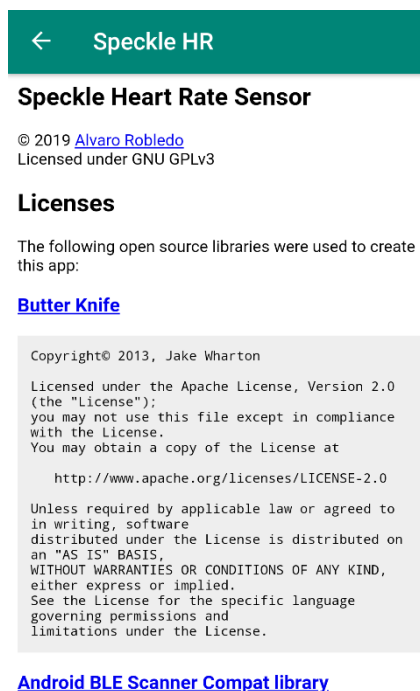 Speckle HR
Speckle Heart Rate Sensor
© 2019 Alvaro Robledo
Licensed under GNU GPLv3
Licenses
The following open source libraries were used to create
this app:
Butter Knife
Copyright© 2013, Jake Wharton
Licensed under the Apache License, Version 2.0
(the "License");
you may not use this file except in compliance
with the License.
You may obtain a copy of the License at
http://www.apache.org/licenses/LICENSE-2.0
Unless required by applicable law or agreed to
in writing, software
distributed under the License is distributed on
an "AS IS" BASIS,
WITHOUT WARRANTIES OR CONDITIONS OF ANY KIND,
either express or implied.
See the License for the specific language
governing permissions and
limitations under the License.
Android BLE Scanner Compat library